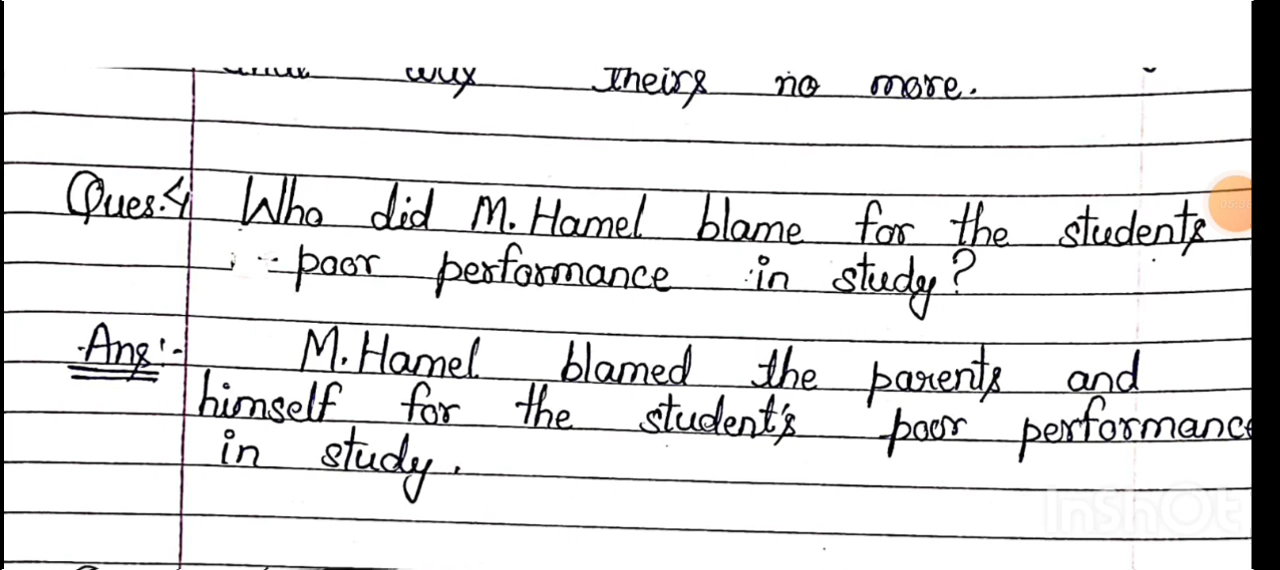 theirs no more.
Ques.4 Who did M. Hamel blame for the students
poor performance in study?
Ans:- M. Hamel blamed the parents and
himself for the student's poor performance
in study.
InShOt